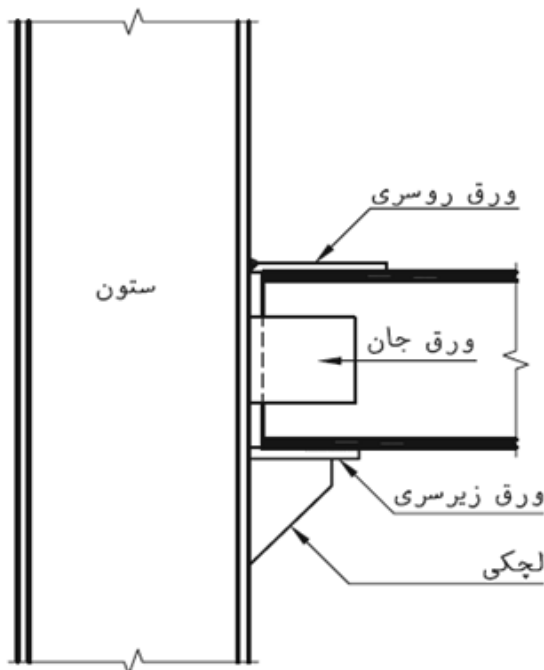 ورق روسری
ستون
ورق جان
ورق زیرسری
لچکی